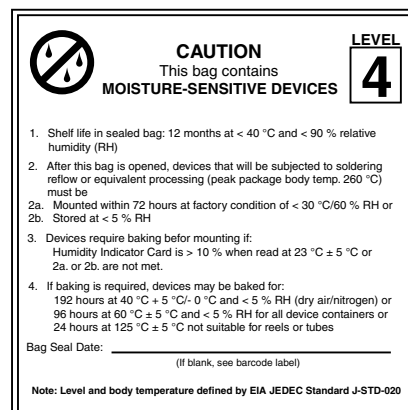 LEVEL
CAUTION
This bag contains
MOISTURE-SENSITIVE DEVICES
4
1. Shelf life in sealed bag: 12 months at < 40 °C and < 90 % relative
humidity (RH)
2. After this bag is opened, devices that will be subjected to soldering
reflow or equivalent processing (peak package body temp. 260 °C)
must be
2a. Mounted within 72 hours at factory condition of < 30 °C/60 % RH or
2b. Stored at < 5 % RH
3. Devices require baking befor mounting if:
Humidity Indicator Card is > 10 % when read at 23 °C ± 5 °C or
2a. or 2b. are not met.
4. If baking is required, devices may be baked for:
192 hours at 40 °C + 5 °C/- 0 °C and < 5 % RH (dry air/nitrogen) or
96 hours at 60 °C ± 5 °C and < 5 % RH for all device containers or
24 hours at 125 °C ± 5 °C not suitable for reels or tubes
Bag Seal Date:
(If blank, see barcode label)
Note: Level and body temperature defined by EIA JEDEC Standard J-STD-020